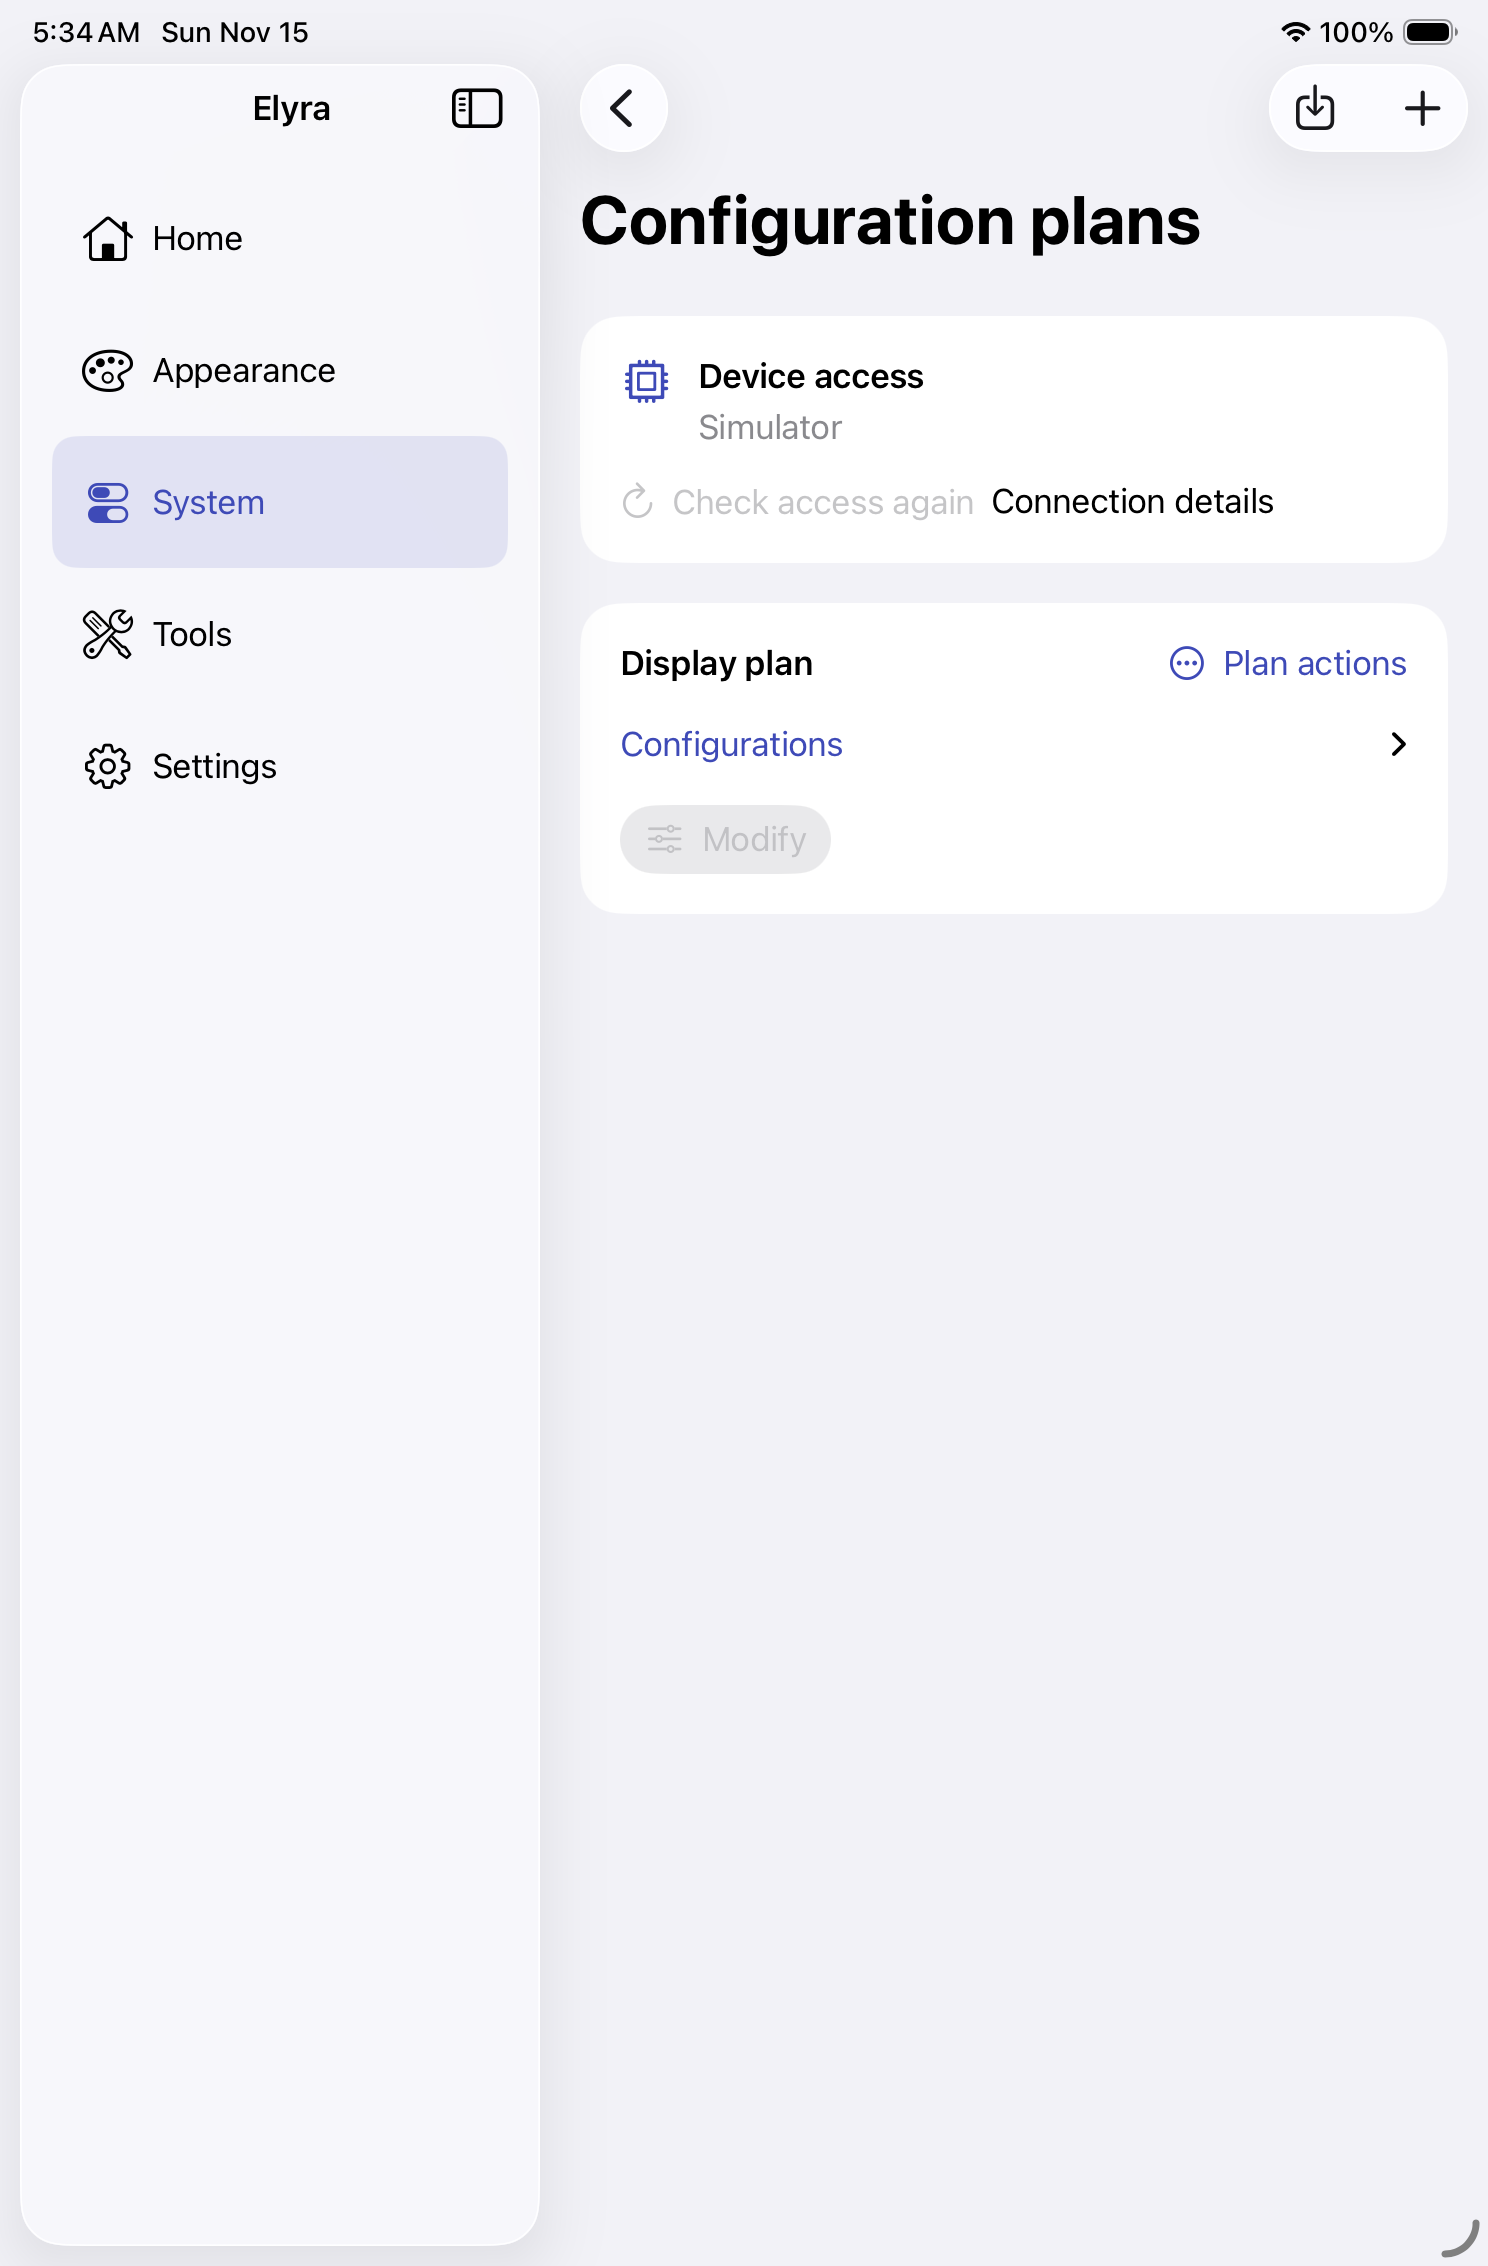 5:34 AM Sun Nov 15
100%
Elyra
Home
Appearance
System
Tools
Settings
Configuration plans
Device access
Simulator
Check access again Connection details
Display plan Plan actions
Configurations
Modify